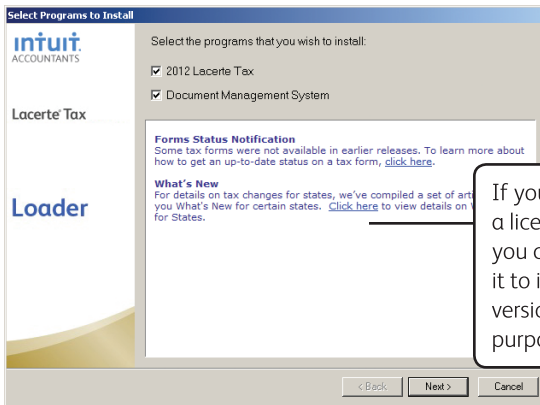 Select Programs to Install
INTUIT
ACCOUNTANTS
Lacerte Tax
Loader
Select the programs that you wish to install:
2012 Lacerte Tax
Document Management System
Forms Status Notification
Some tax forms were not available in earlier releases. To learn more about
how to get an up-to-date status on a tax form, click here.
What's New
For details on tax changes for states, we've compiled a set of
you What's New for certain states. Click here to view details on
for States.
If you
a
you
it to
purpo
< Back
Next >
Cancel